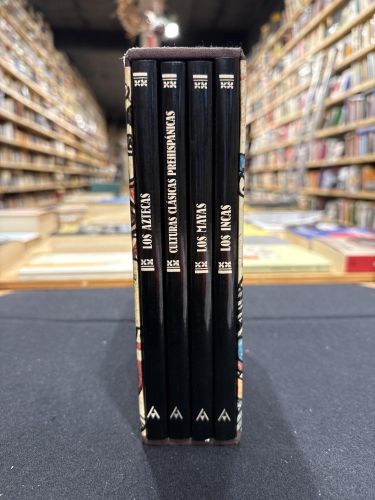 LOS AZTECAS
CULTURAS CLÁSICAS PREHISPÁNICAS
LOS MAYAS
LOS INCAS